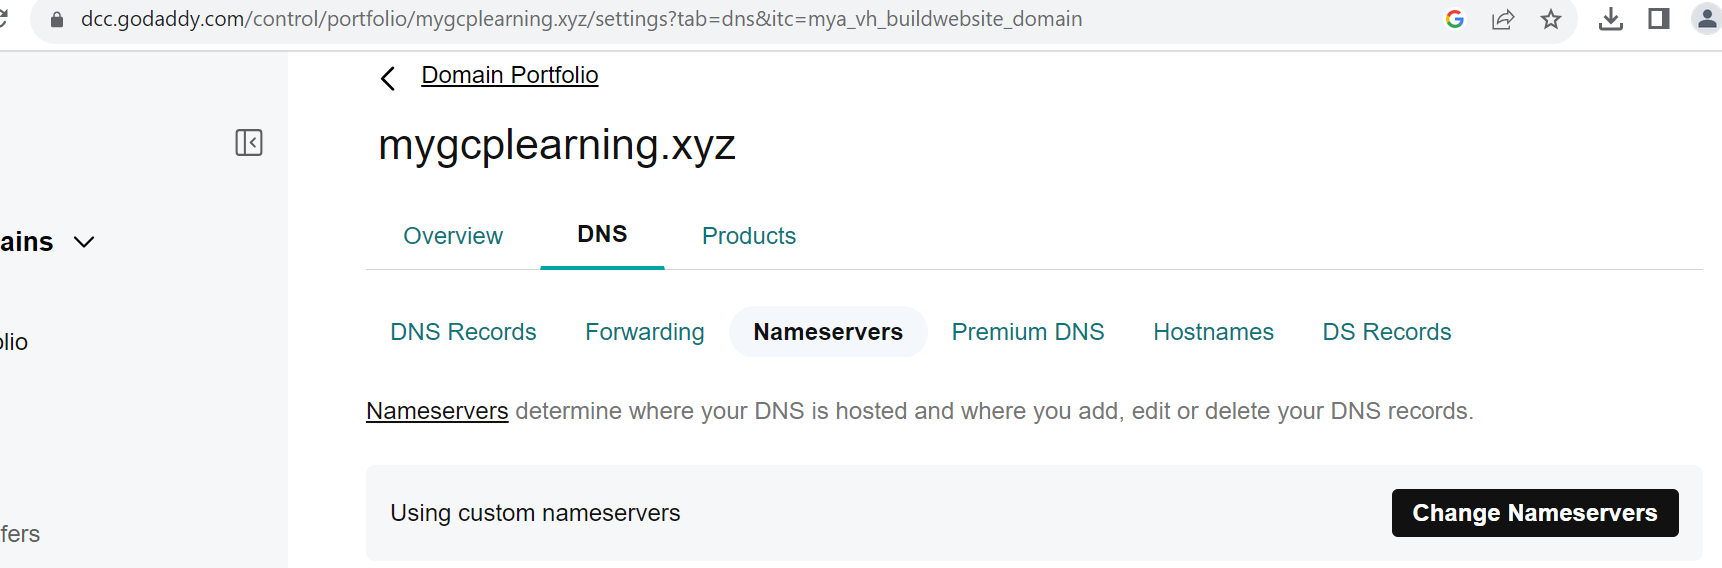 dcc.godaddy.com/control/portfolio/mygcplearning.xyz/settings?tab=dns&itc=mya_vh_buildwebsite_domain
Domain Portfolio
mygcplearning.xyz
ains
Overview DNS Products
DNS Records Forwarding Nameservers Premium DNS Hostnames DS Records
olio
Nameservers determine where your DNS is hosted and where you add, edit or delete your DNS records.
Using custom nameservers Change Nameservers
fers